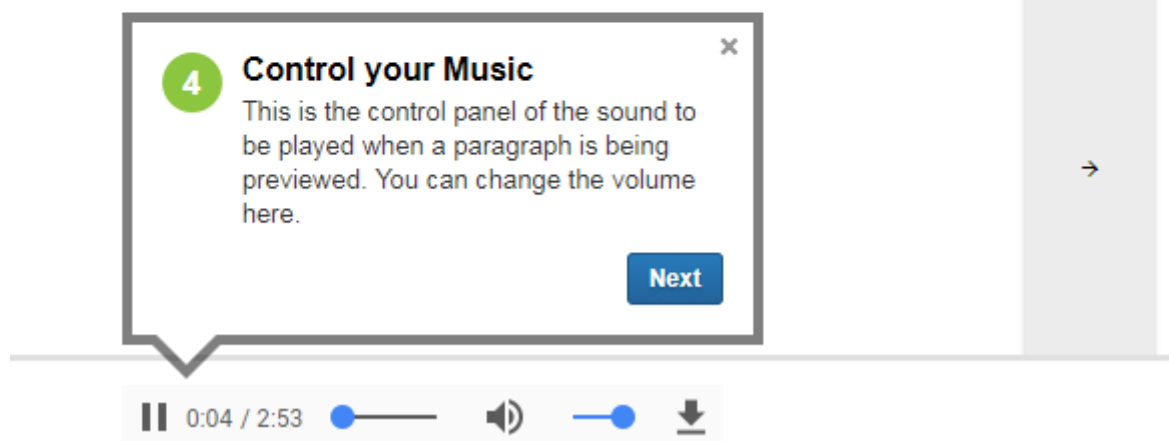 4
Control your Music
×
This is the control panel of the sound to
be played when a paragraph is being
previewed. You can change the volume
here.
Next
→
0:04 / 2:53